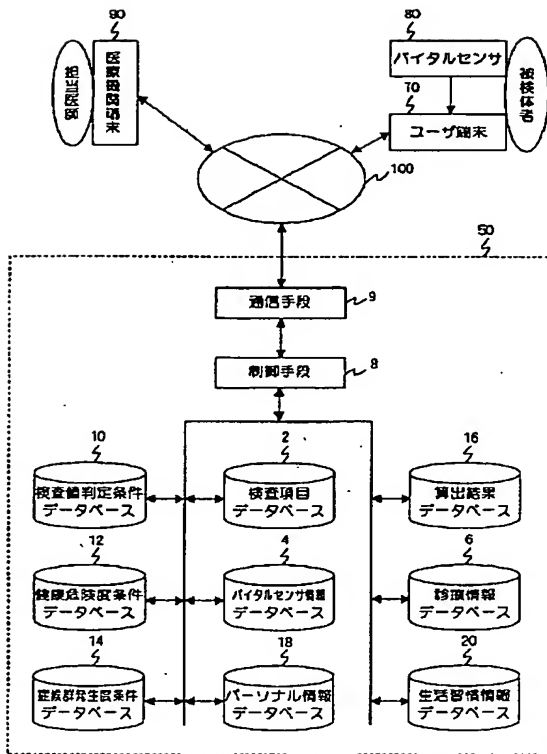 90
80
担当医師
医療機関端末
バイタルセンサ
被検体者
70
ユーザ端末
100
50
通信手段
9
制御手段
8
10
2
16
検査値判定条件
データベース
検査項目
データベース
算出結果
データベース
12
4
6
健康危険度条件
データベース
バイタルセンサ情報
データベース
診療情報
データベース
14
18
20
症候群発生度条件
データベース
パーソナル情報
データベース
生活習慣情報
データベース